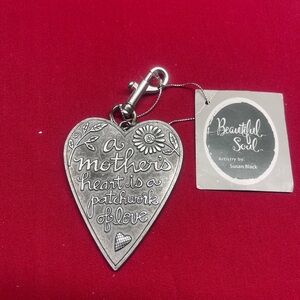 a
mother's
heart is a
patchwork
of love
Beautiful
Soul
Artistry by:
Susan Black